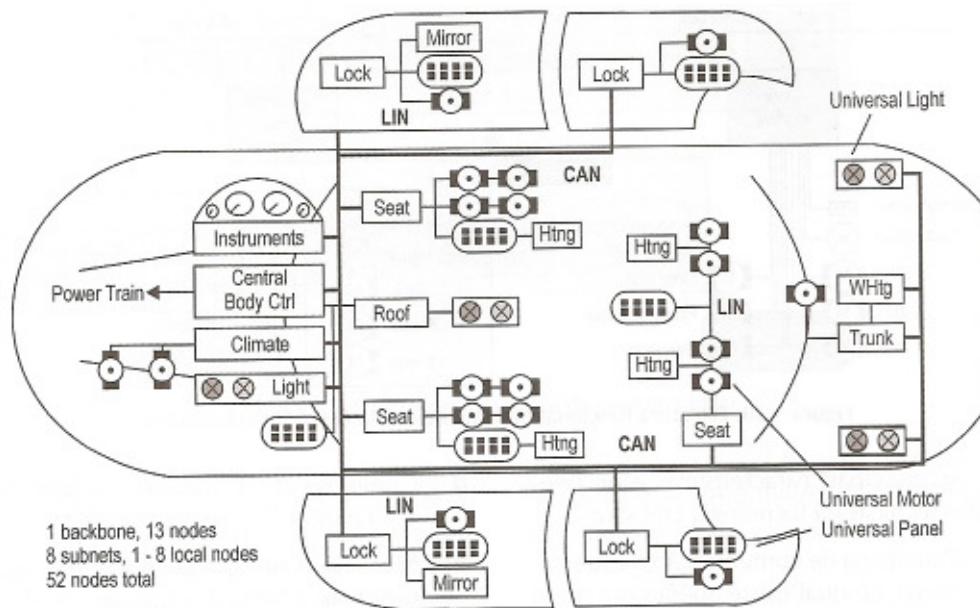 Mirror
Lock
LIN
Lock
Universal Light
CAN
Seat
Htng
Instruments
Htng
Central
Body Ctrl
Power Train
Roof
LIN
WHtg
Climate
Trunk
Htng
Light
Seat
Htng
CAN
Seat
LIN
Universal Motor
Universal Panel
Lock
Mirror
Lock
1 backbone, 13 nodes
8 subnets, 1 - 8 local nodes
52 nodes total